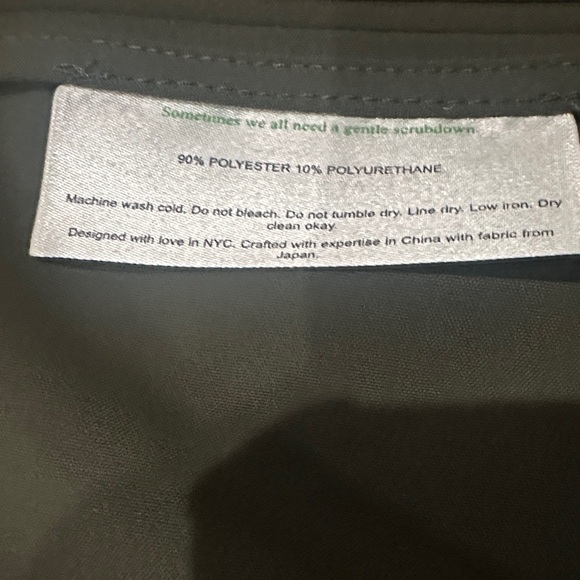 Sometimes we all need a gentle scrubdown
90% POLYESTER 10% POLYURETHANE
Machine wash cold. Do not bleach. Do not tumble dry. Line dry. Low iron. Dry
clean okay.
Designed with love in NYC. Crafted with expertise in China with fabric from
Japan.